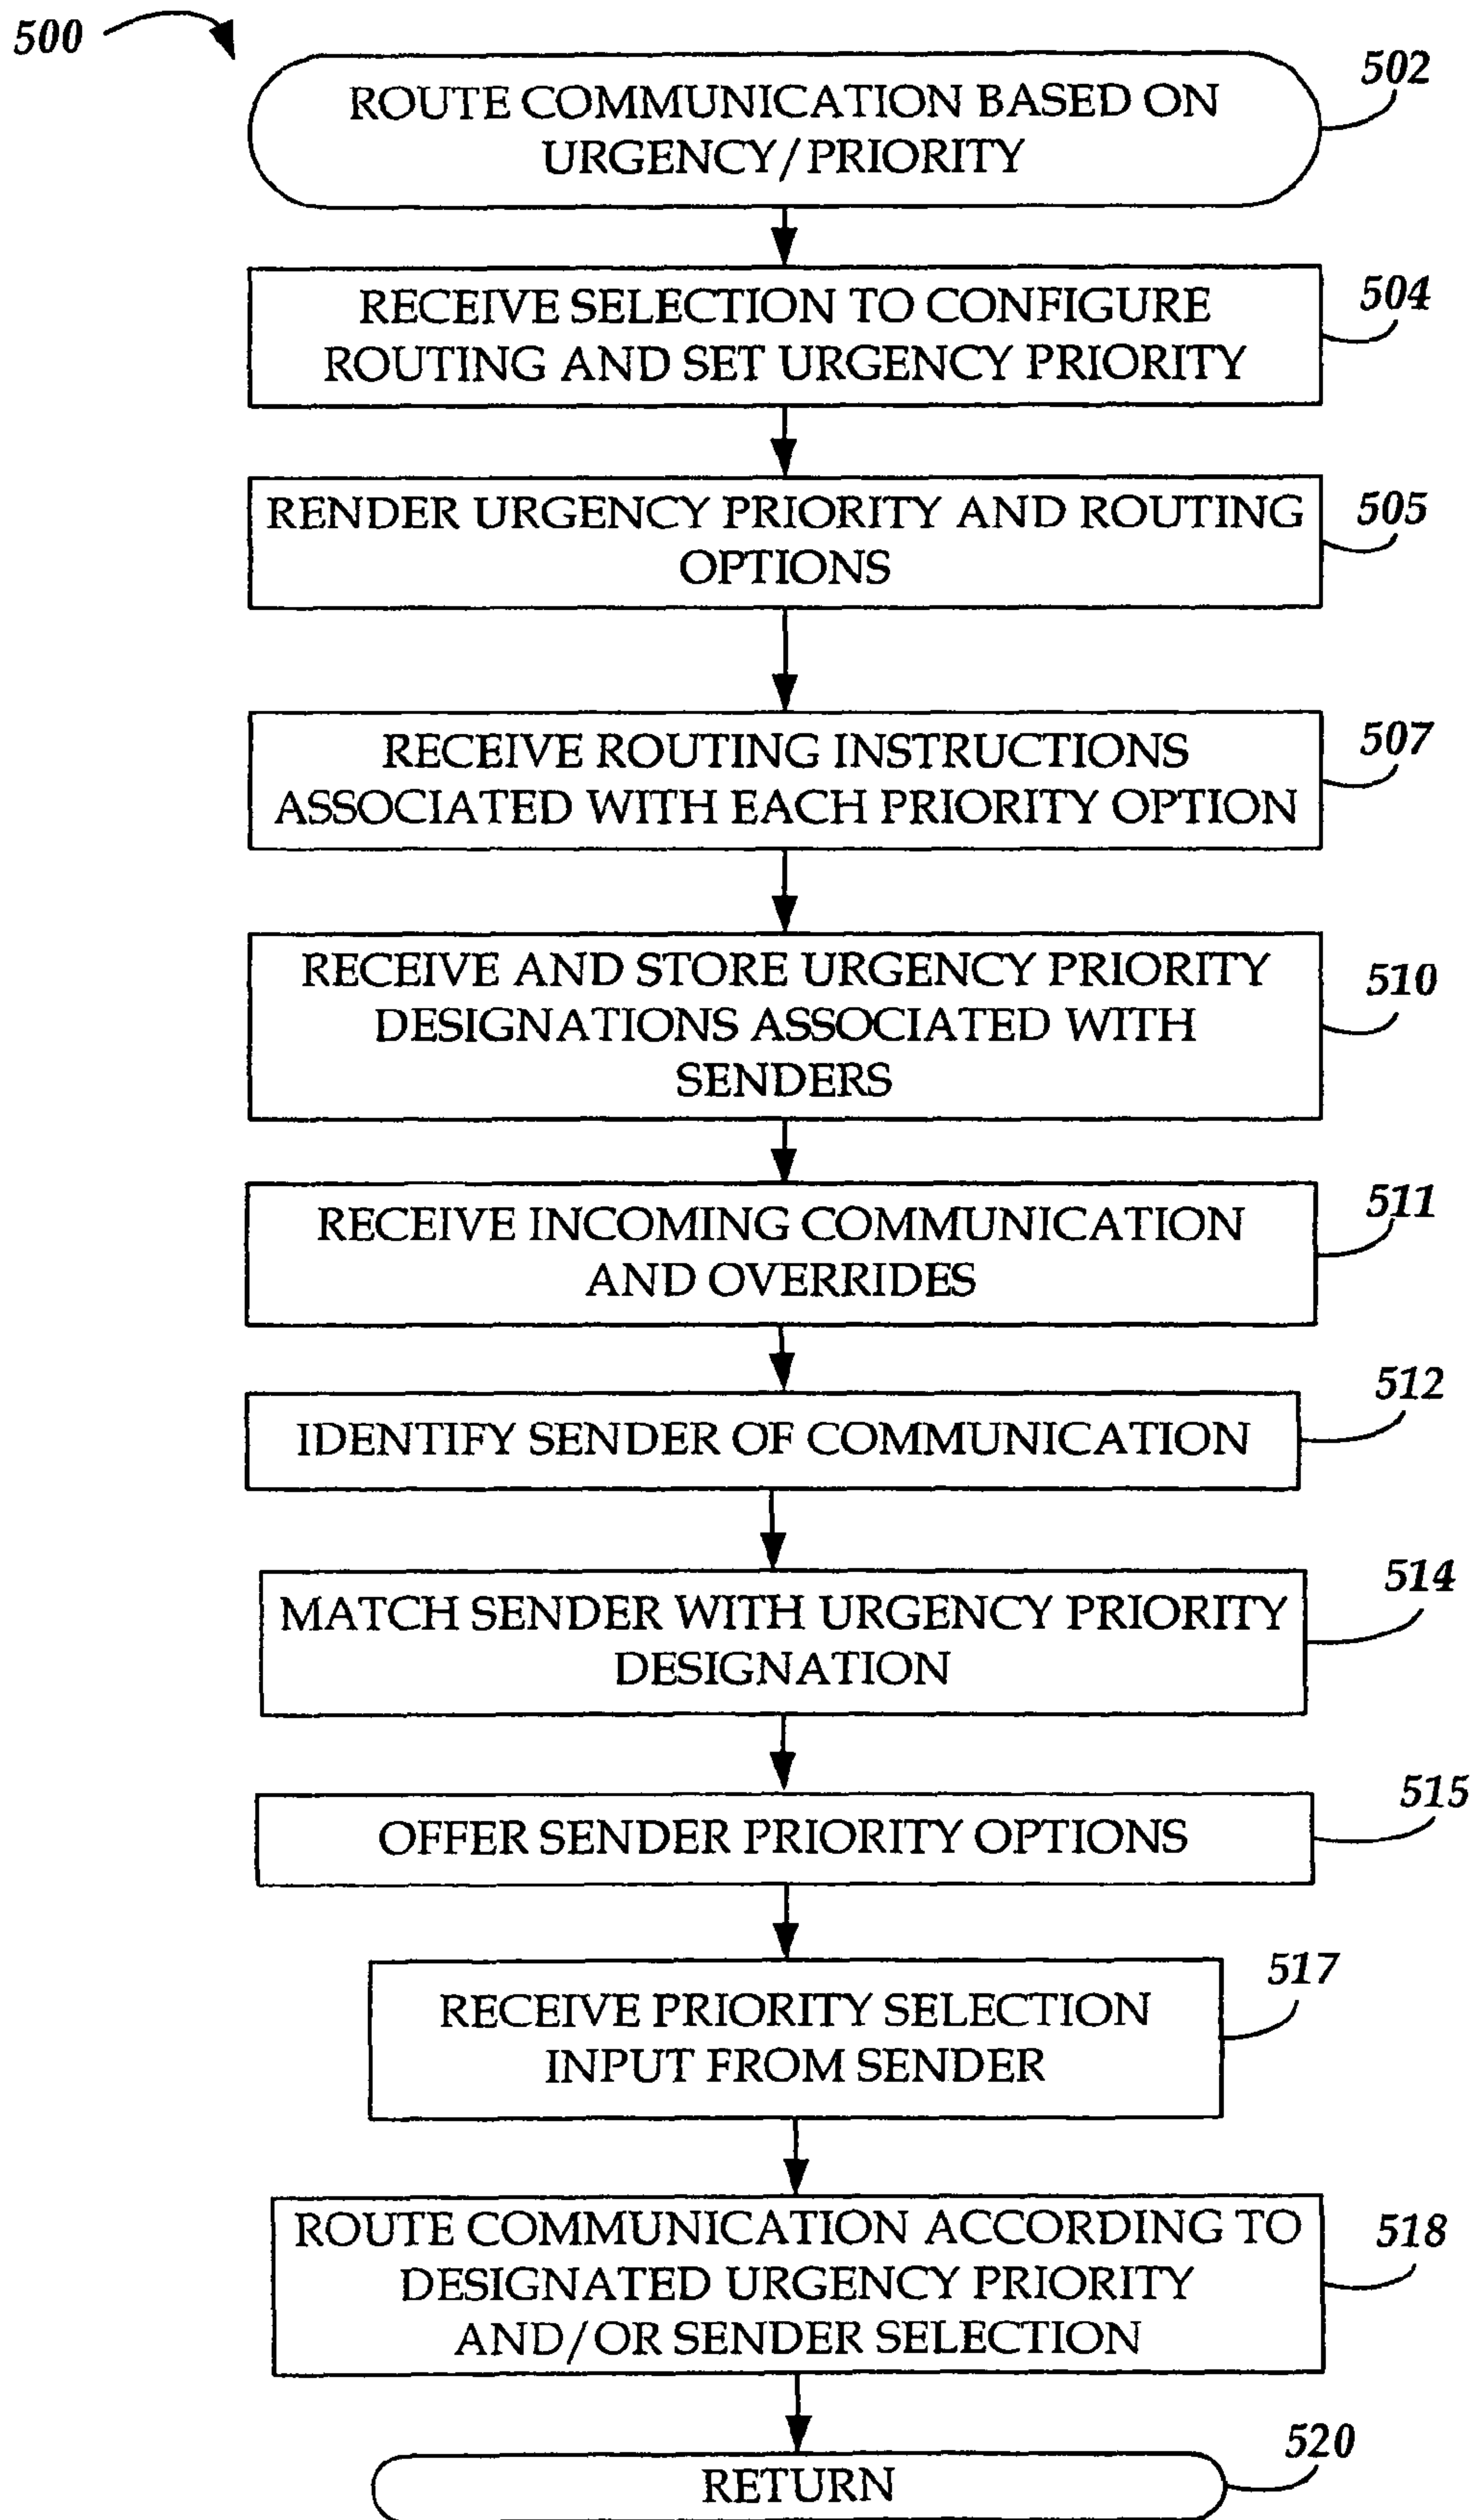 500
502
ROUTE COMMUNICATION BASED ON
URGENCY/PRIORITY
504
RECEIVE SELECTION TO CONFIGURE
ROUTING AND SET URGENCY PRIORITY
505
RENDER URGENCY PRIORITY AND ROUTING
OPTIONS
507
RECEIVE ROUTING INSTRUCTIONS
ASSOCIATED WITH EACH PRIORITY OPTION
510
RECEIVE AND STORE URGENCY PRIORITY
DESIGNATIONS ASSOCIATED WITH
SENDERS
511
RECEIVE INCOMING COMMUNICATION
AND OVERRIDES
512
IDENTIFY SENDER OF COMMUNICATION
514
MATCH SENDER WITH URGENCY PRIORITY
DESIGNATION
515
OFFER SENDER PRIORITY OPTIONS
517
RECEIVE PRIORITY SELECTION
INPUT FROM SENDER
518
ROUTE COMMUNICATION ACCORDING TO
DESIGNATED URGENCY PRIORITY
AND/OR SENDER SELECTION
520
RETURN